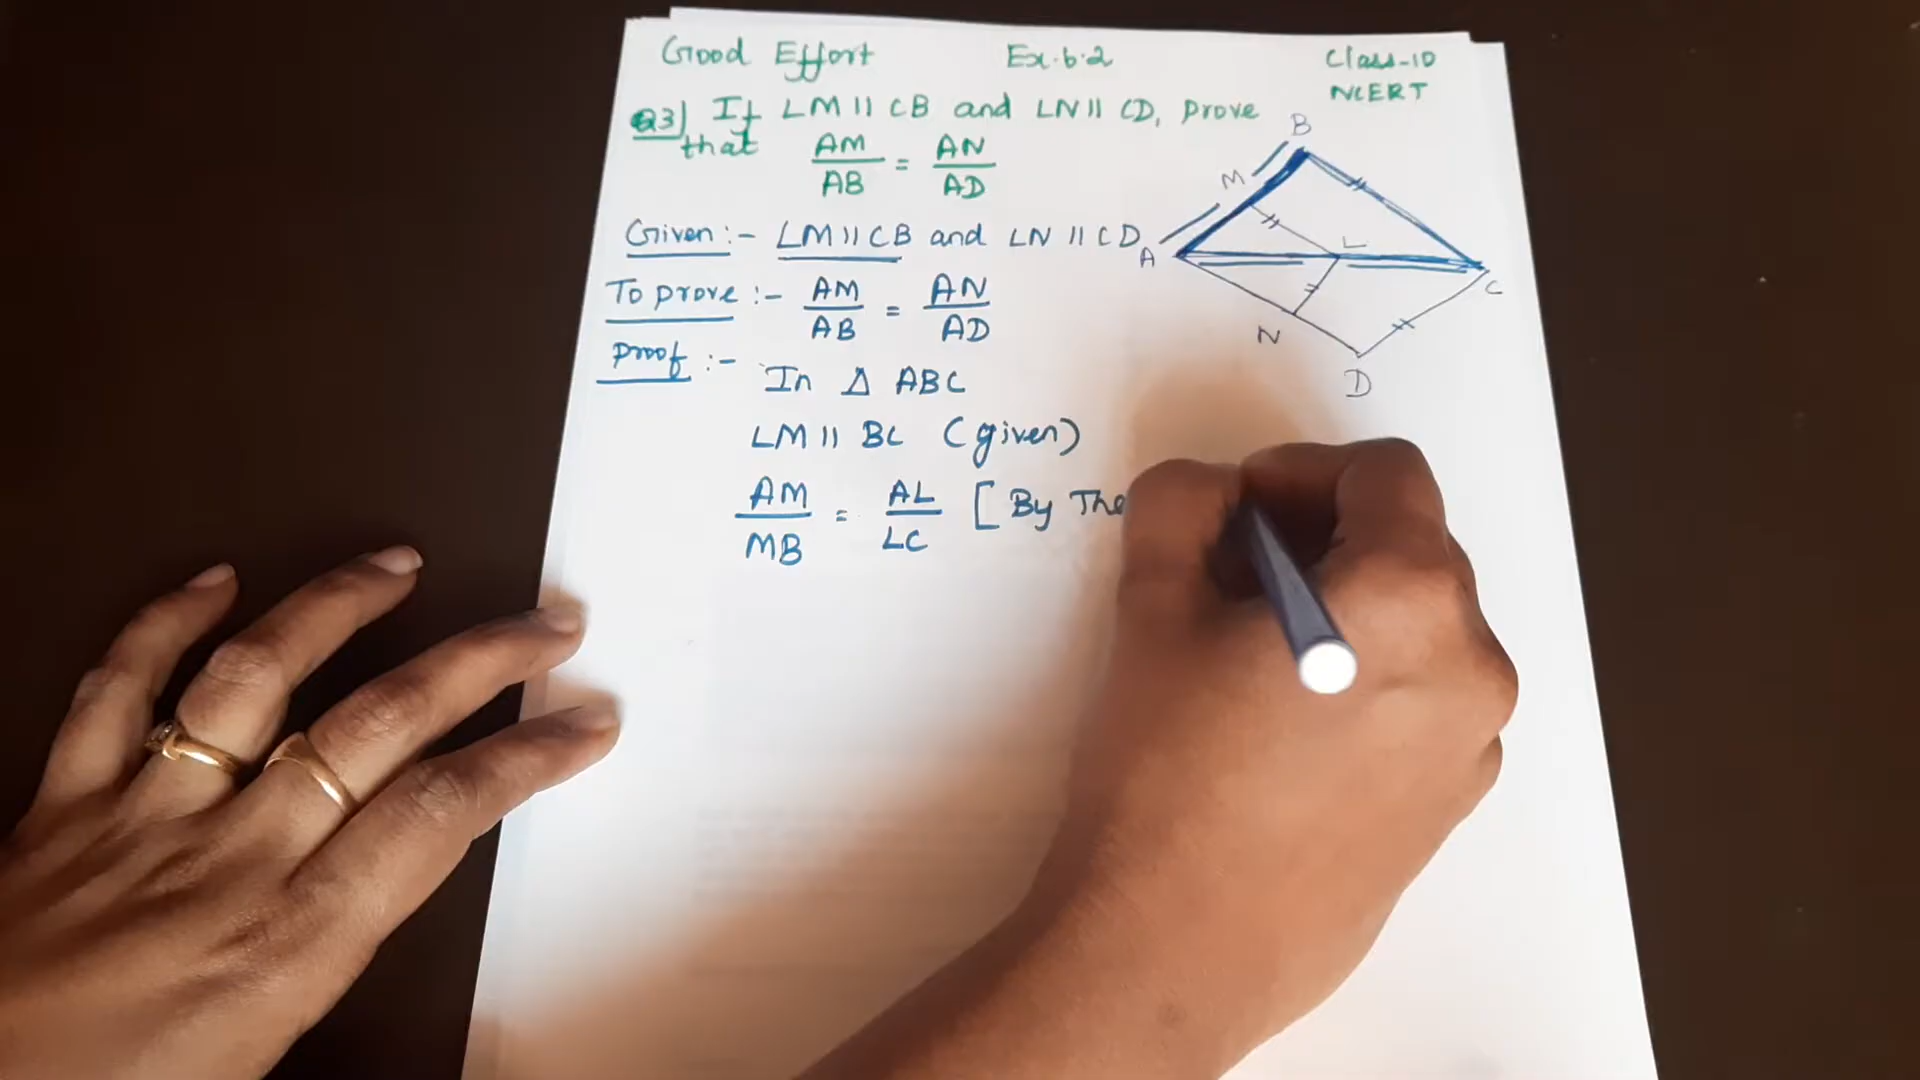 Good Effort Ex.6.2 Class-10
NCERT
Q3) If LM || CB and LN || CD, prove
that AM/AB = AN/AD
Given :- LM || CB and LN || CD
To prove :- AM/AB = AN/AD
Proof :-
In Δ ABC
LM || BC (given)
AM/MB = AL/LC [ By The
B
M
A
L
C
N
D